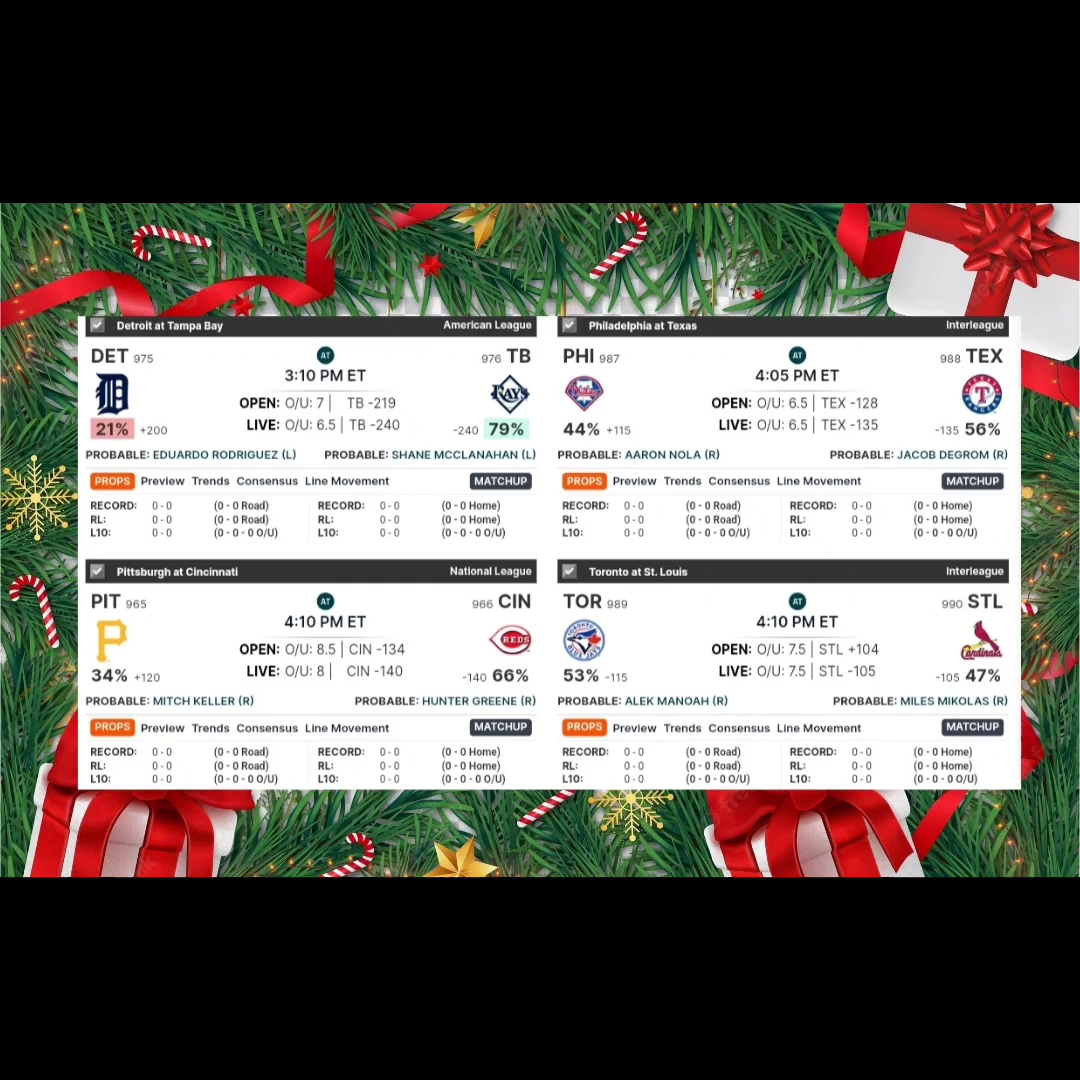 Detroit at Tampa Bay American League
DET 975 AT 976 TB
3:10 PM ET
OPEN: O/U: 7 | TB -219
LIVE: O/U: 6.5 | TB -240
RAYS
21% +200 -240 79%
PROBABLE: EDUARDO RODRIGUEZ (L) PROBABLE: SHANE MCCLANAHAN (L)
PROPS Preview Trends Consensus Line Movement MATCHUP
RECORD: 0 - 0 (0 - 0 Road) RECORD: 0 - 0 (0 - 0 Home)
RL: 0 - 0 (0 - 0 Road) RL: 0 - 0 (0 - 0 Home)
L10: 0 - 0 (0 - 0 - 0 O/U) L10: 0 - 0 (0 - 0 - 0 O/U)
Philadelphia at Texas Interleague
PHI 987 AT 988 TEX
4:05 PM ET
OPEN: O/U: 6.5 | TEX -128
LIVE: O/U: 6.5 | TEX -135
Phillies
44% +115 -135 56%
PROBABLE: AARON NOLA (R) PROBABLE: JACOB DEGROM (R)
PROPS Preview Trends Consensus Line Movement MATCHUP
RECORD: 0 - 0 (0 - 0 Road) RECORD: 0 - 0 (0 - 0 Home)
RL: 0 - 0 (0 - 0 Road) RL: 0 - 0 (0 - 0 Home)
L10: 0 - 0 (0 - 0 - 0 O/U) L10: 0 - 0 (0 - 0 - 0 O/U)
Pittsburgh at Cincinnati National League
PIT 965 AT 966 CIN
4:10 PM ET
OPEN: O/U: 8.5 | CIN -134
LIVE: O/U: 8 | CIN -140
REDS
34% +120 -140 66%
PROBABLE: MITCH KELLER (R) PROBABLE: HUNTER GREENE (R)
PROPS Preview Trends Consensus Line Movement MATCHUP
RECORD: 0 - 0 (0 - 0 Road) RECORD: 0 - 0 (0 - 0 Home)
RL: 0 - 0 (0 - 0 Road) RL: 0 - 0 (0 - 0 Home)
L10: 0 - 0 (0 - 0 - 0 O/U) L10: 0 - 0 (0 - 0 - 0 O/U)
Toronto at St. Louis Interleague
TOR 989 AT 990 STL
4:10 PM ET
OPEN: O/U: 7.5 | STL +104
LIVE: O/U: 7.5 | STL -105
TORONTO BLUE JAYS
Cardinals
53% -115 -105 47%
PROBABLE: ALEK MANOAH (R) PROBABLE: MILES MIKOLAS (R)
PROPS Preview Trends Consensus Line Movement MATCHUP
RECORD: 0 - 0 (0 - 0 Road) RECORD: 0 - 0 (0 - 0 Home)
RL: 0 - 0 (0 - 0 Road) RL: 0 - 0 (0 - 0 Home)
L10: 0 - 0 (0 - 0 - 0 O/U) L10: 0 - 0 (0 - 0 - 0 O/U)